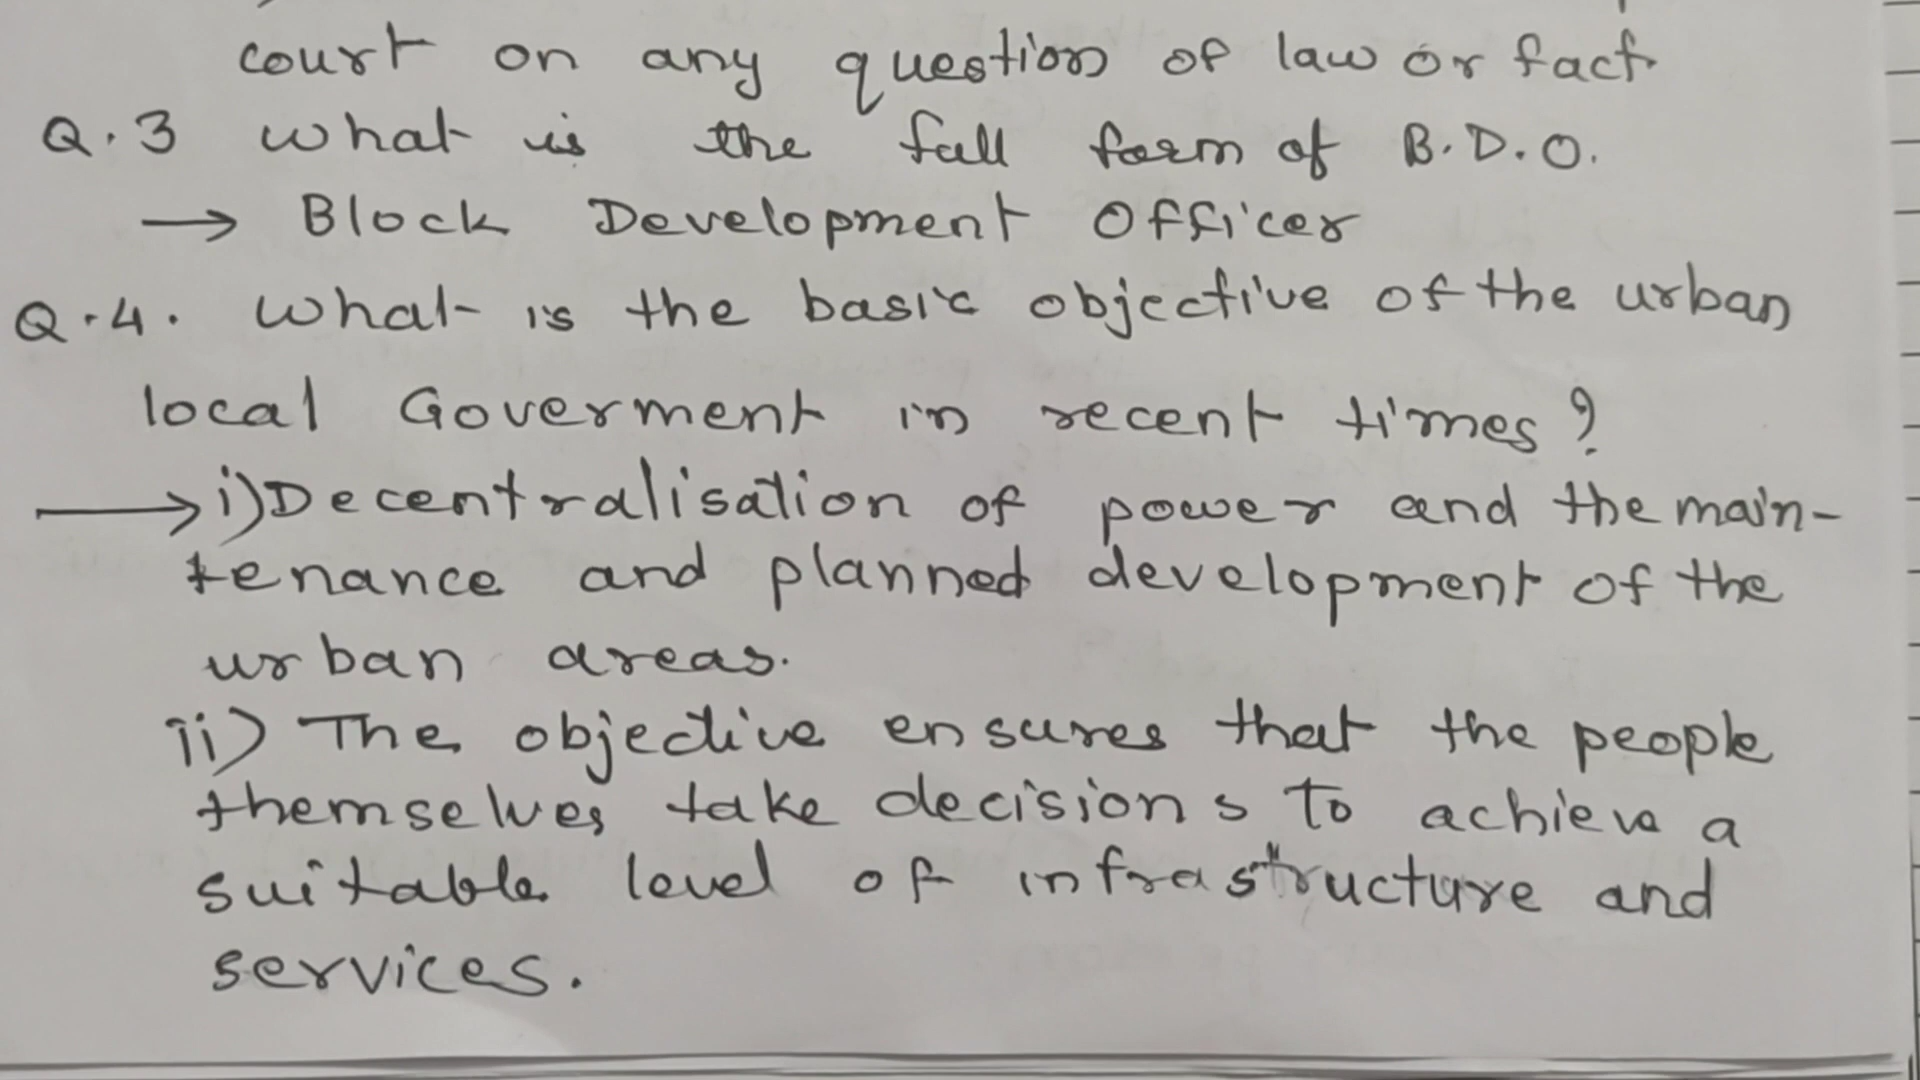 court on any question of law or fact
Q.3 what is the full form of B.D.O.
→ Block Development Officer
Q.4. what is the basic objective of the urban
local Goverment in recent times?
→ i) Decentralisation of power and the main-
tenance and planned development of the
urban areas.
ii) The objective ensures that the people
themselves take decisions to achieve a
suitable level of infrastructure and
services.